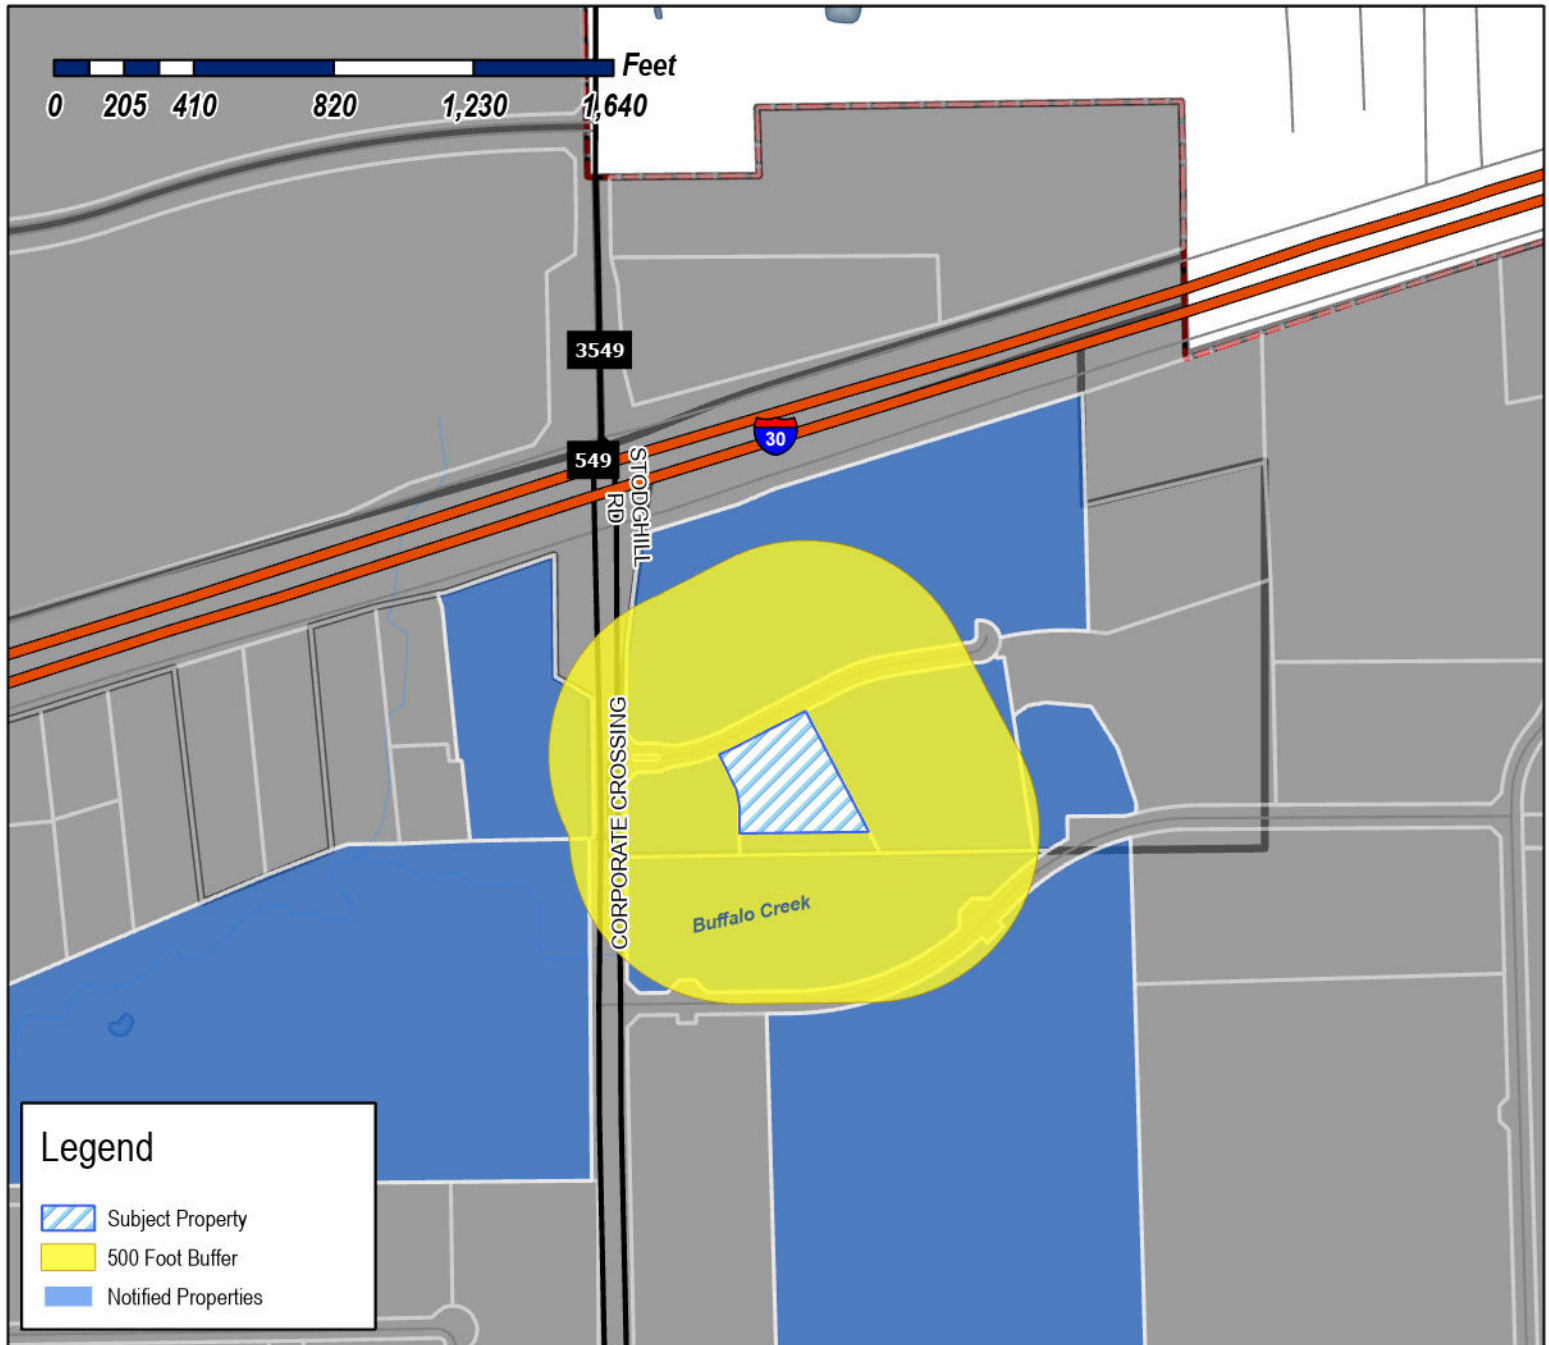 Feet
0 205 410 820 1,230 1,640
3549
30
549
STODGHILL
RD
CORPORATE CROSSING
Buffalo Creek
Legend
Subject Property
500 Foot Buffer
Notified Properties